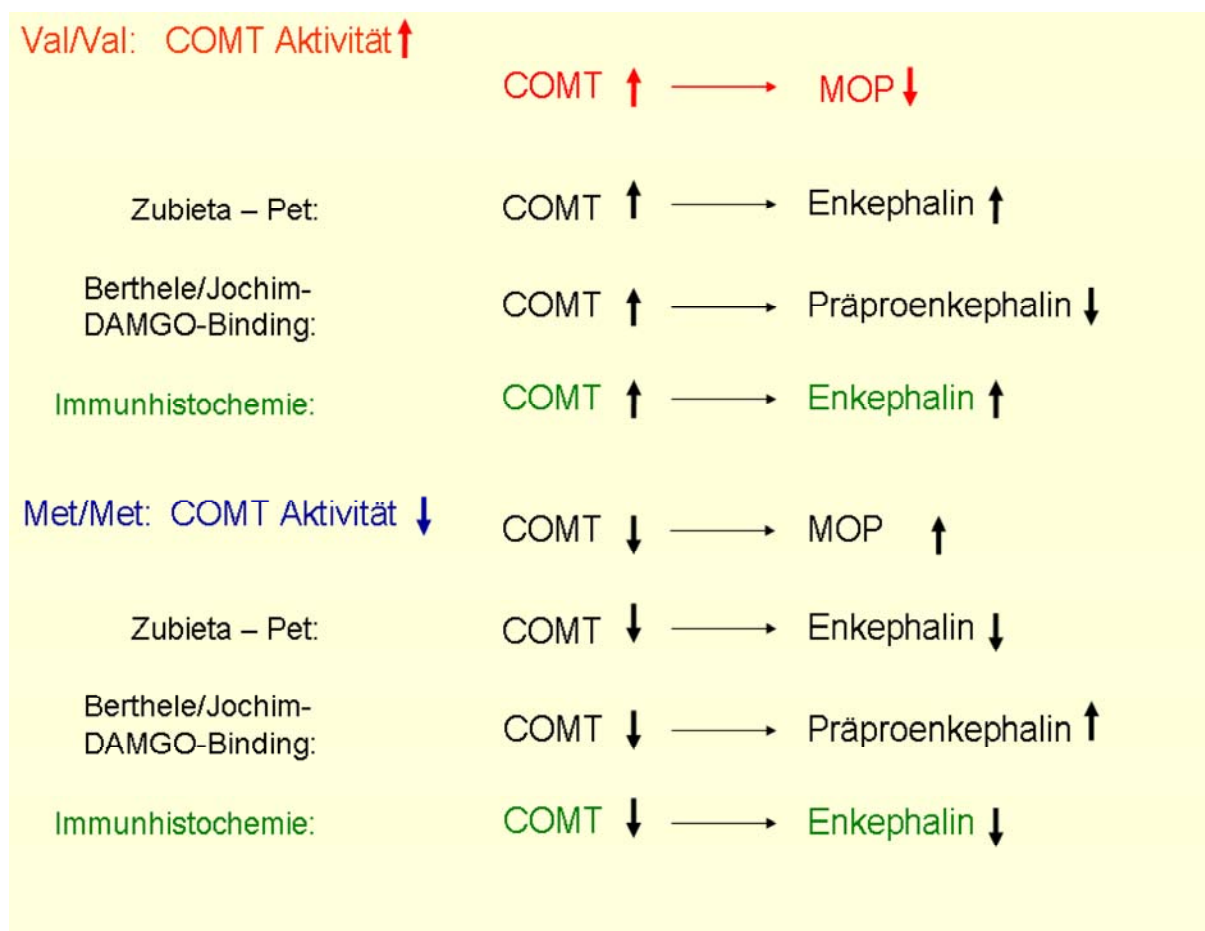 Val/Val: COMT Aktivität ↑
COMT ↑ → MOP ↓
Zubieta – Pet: COMT ↑ → Enkephalin ↑
Berthele/Jochim-
DAMGO-Binding: COMT ↑ → Präproenkephalin ↓
Immunhistochemie: COMT ↑ → Enkephalin ↑
Met/Met: COMT Aktivität ↓
COMT ↓ → MOP ↑
Zubieta – Pet: COMT ↓ → Enkephalin ↓
Berthele/Jochim-
DAMGO-Binding: COMT ↓ → Präproenkephalin ↑
Immunhistochemie: COMT ↓ → Enkephalin ↓